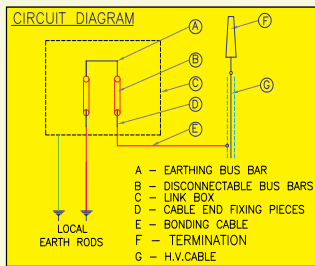 CIRCUIT DIAGRAM
A
B
C
D
E
F
G
LOCAL
EARTH RODS
A – EARTHING BUS BAR
B – DISCONNECTABLE BUS BARS
C – LINK BOX
D – CABLE END FIXING PIECES
E – BONDING CABLE
F – TERMINATION
G – H.V.CABLE